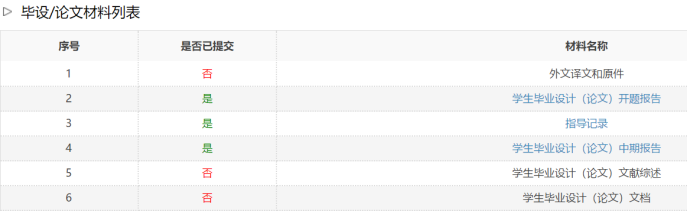 毕设/论文材料列表
序号 是否已提交 材料名称
1 否 外文译文和原件
2 是 学生毕业设计（论文）开题报告
3 是 指导记录
4 是 学生毕业设计（论文）中期报告
5 否 学生毕业设计（论文）文献综述
6 否 学生毕业设计（论文）文档